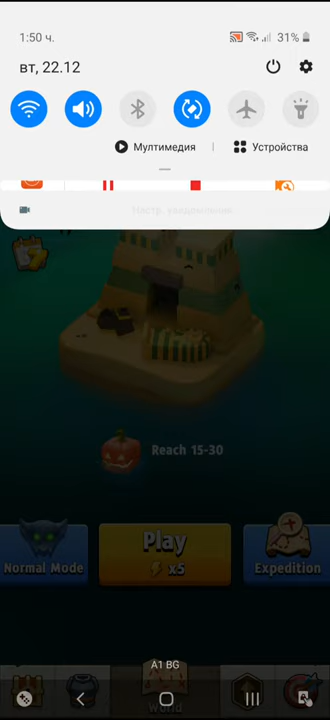 1:50 ч.
31%
вт, 22.12
Мултимедия
Устройства
Настр. уведомления
Reach 15-30
Normal Mode
Play
x5
Expedition
A1 BG
World